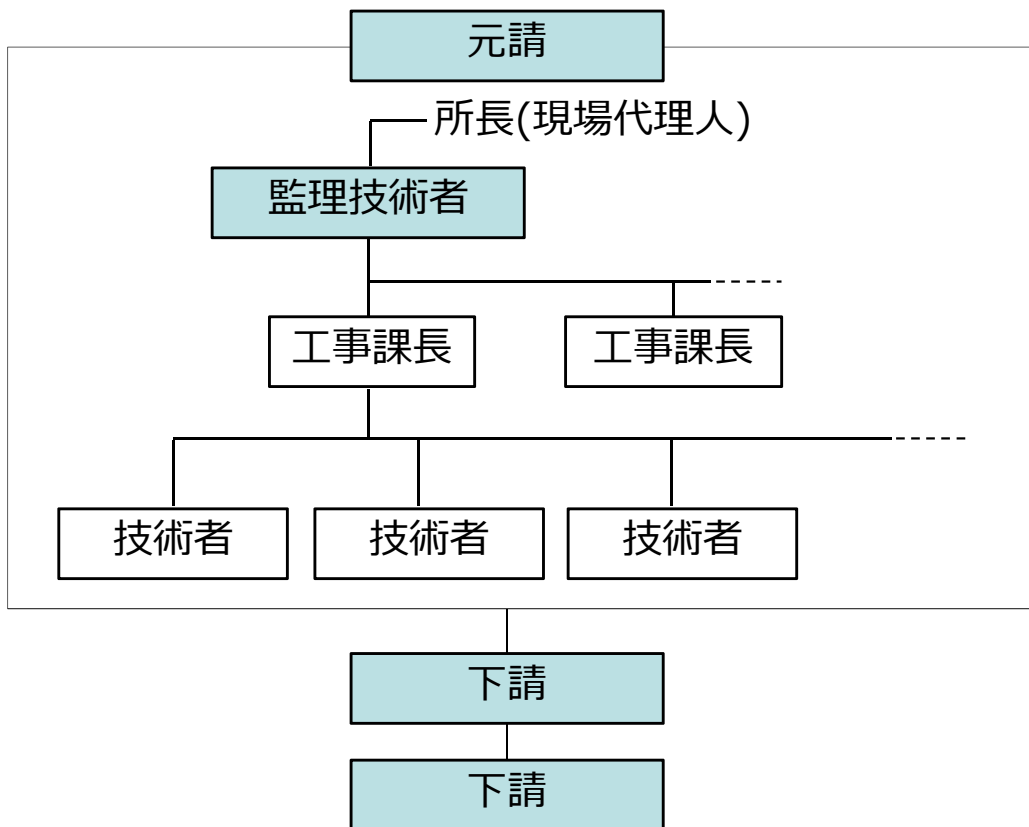 元請
所長(現場代理人)
監理技術者
工事課長
工事課長
技術者
技術者
技術者
下請
下請